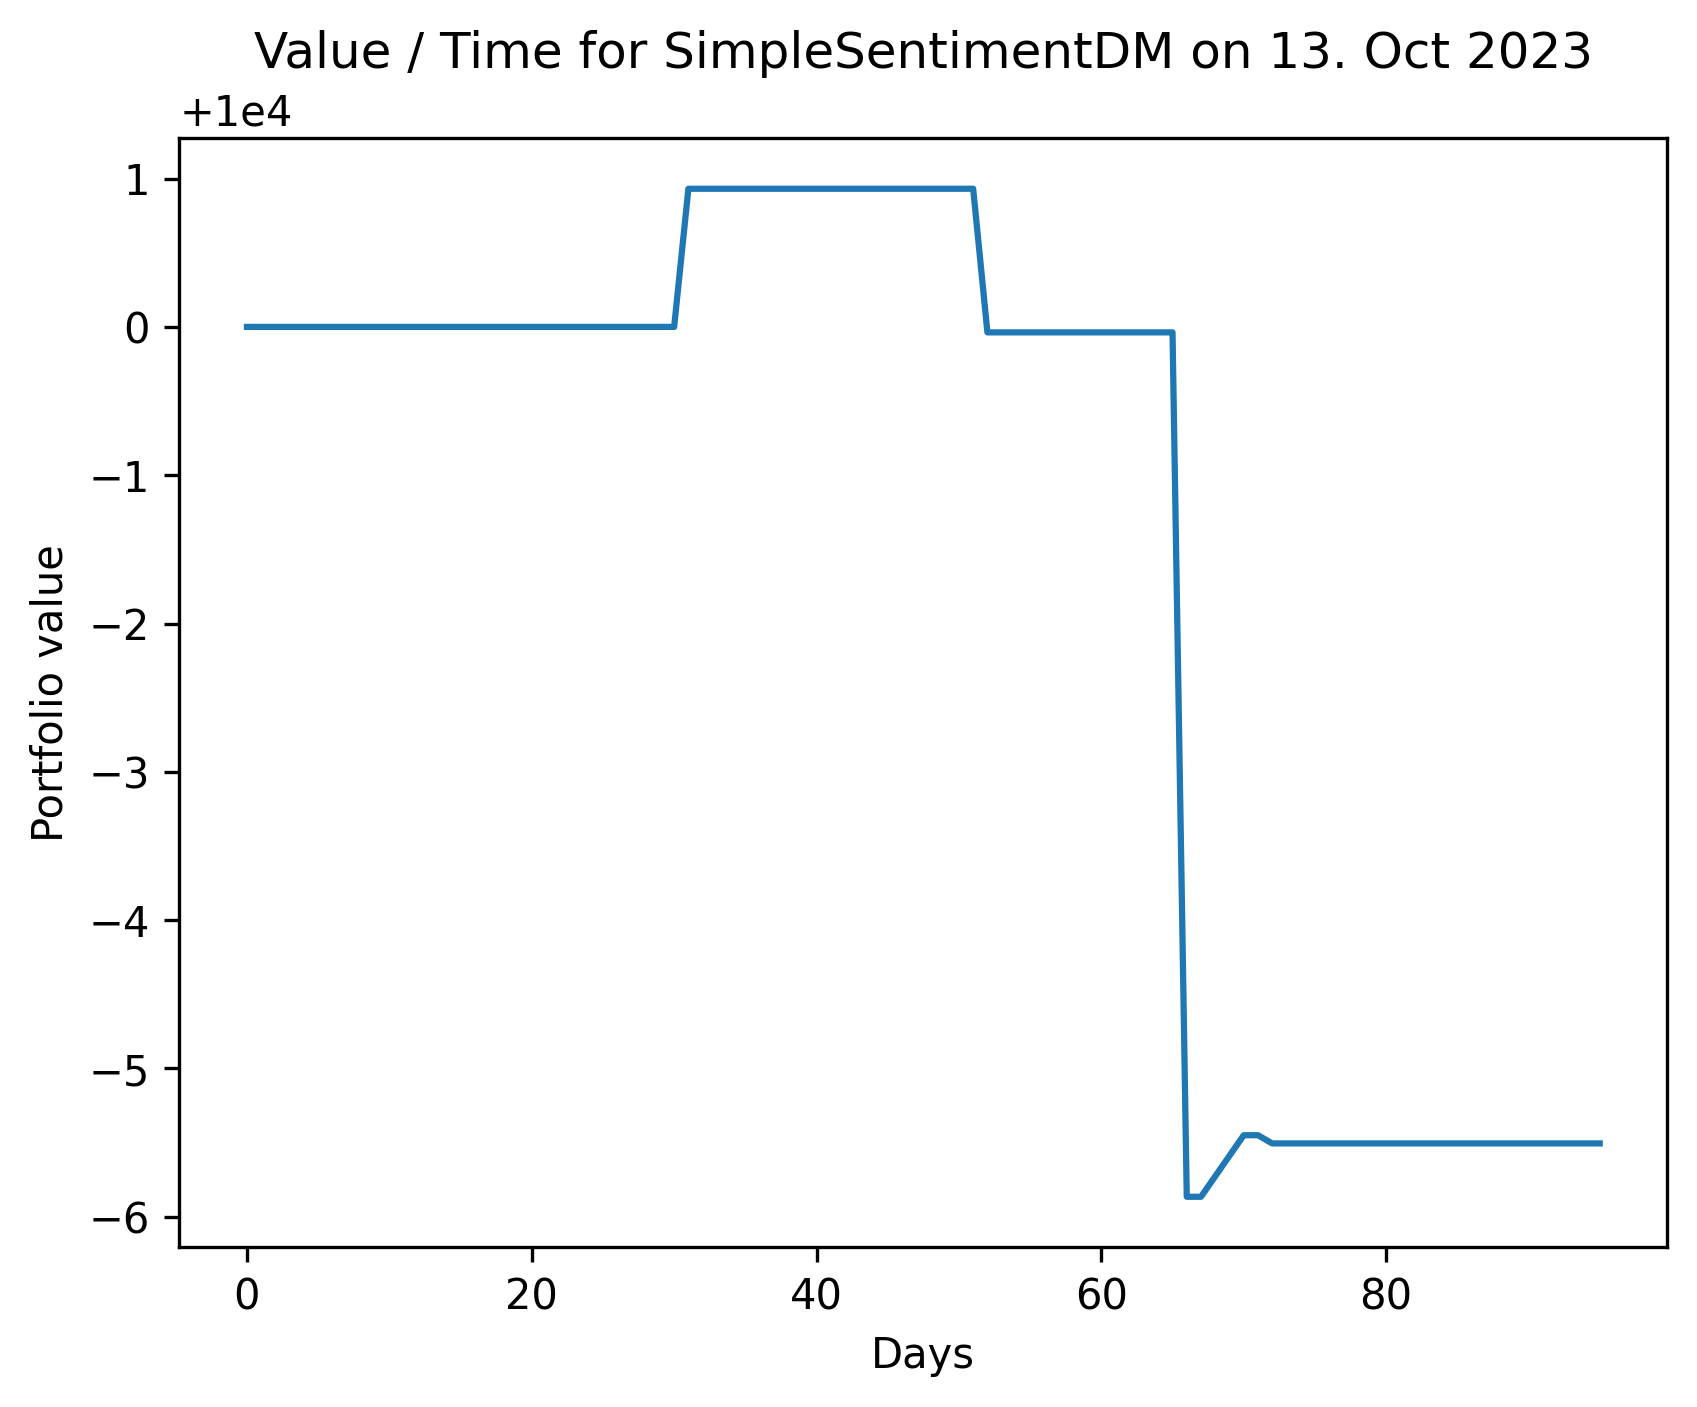 Value / Time for SimpleSentimentDM on 13. Oct 2023
+1e4
1
0
−1
−2
−3
−4
−5
−6
Portfolio value
0 20 40 60 80
Days